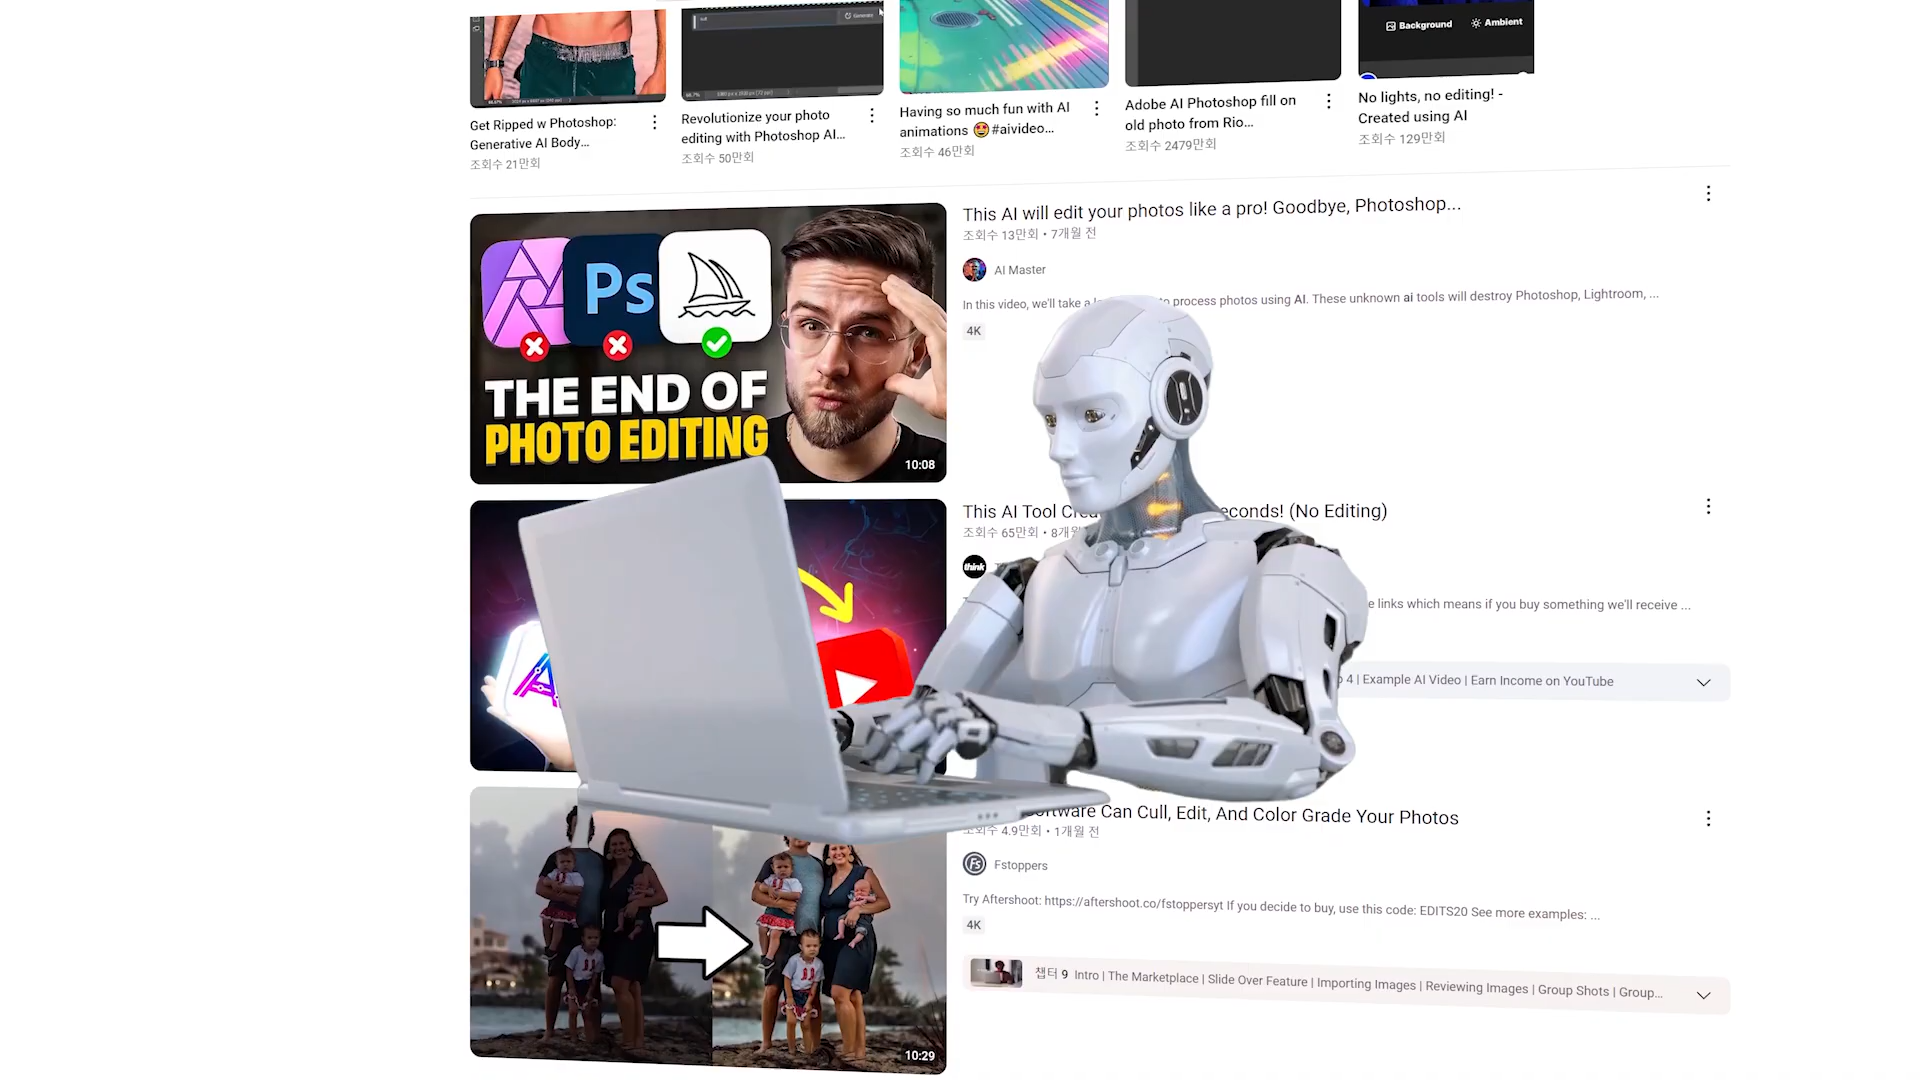 Generate
Background
Ambient
Get Ripped w Photoshop:
Generative AI Body...
조회수 21만회
Revolutionize your photo
editing with Photoshop AI...
조회수 50만회
Having so much fun with AI
animations 🤩#aivideo...
조회수 46만회
Adobe AI Photoshop fill on
old photo from Rio...
조회수 2479만회
No lights, no editing! -
Created using AI
조회수 129만회
Ps
THE END OF
PHOTO EDITING
10:08
This AI will edit your photos like a pro! Goodbye, Photoshop...
조회수 13만회 • 7개월 전
AI Master
In this video, we'll take a process photos using AI. These unknown ai tools will destroy Photoshop, Lightroom, ...
4K
This AI Tool (No Editing)
조회수 65만회 •
think
links which means if you buy something we'll receive ...
4 | Example AI Video | Earn Income on YouTube
Can Cull, Edit, And Color Grade Your Photos
조회수 4.9만회 • 1개월 전
Fs
Fstoppers
Try Aftershoot: https://aftershoot.co/fstoppersyt If you decide to buy, use this code: EDITS20 See more examples: ...
4K
챕터 9 Intro | The Marketplace | Slide Over Feature | Importing Images | Reviewing Images | Group Shots | Group...
10:29